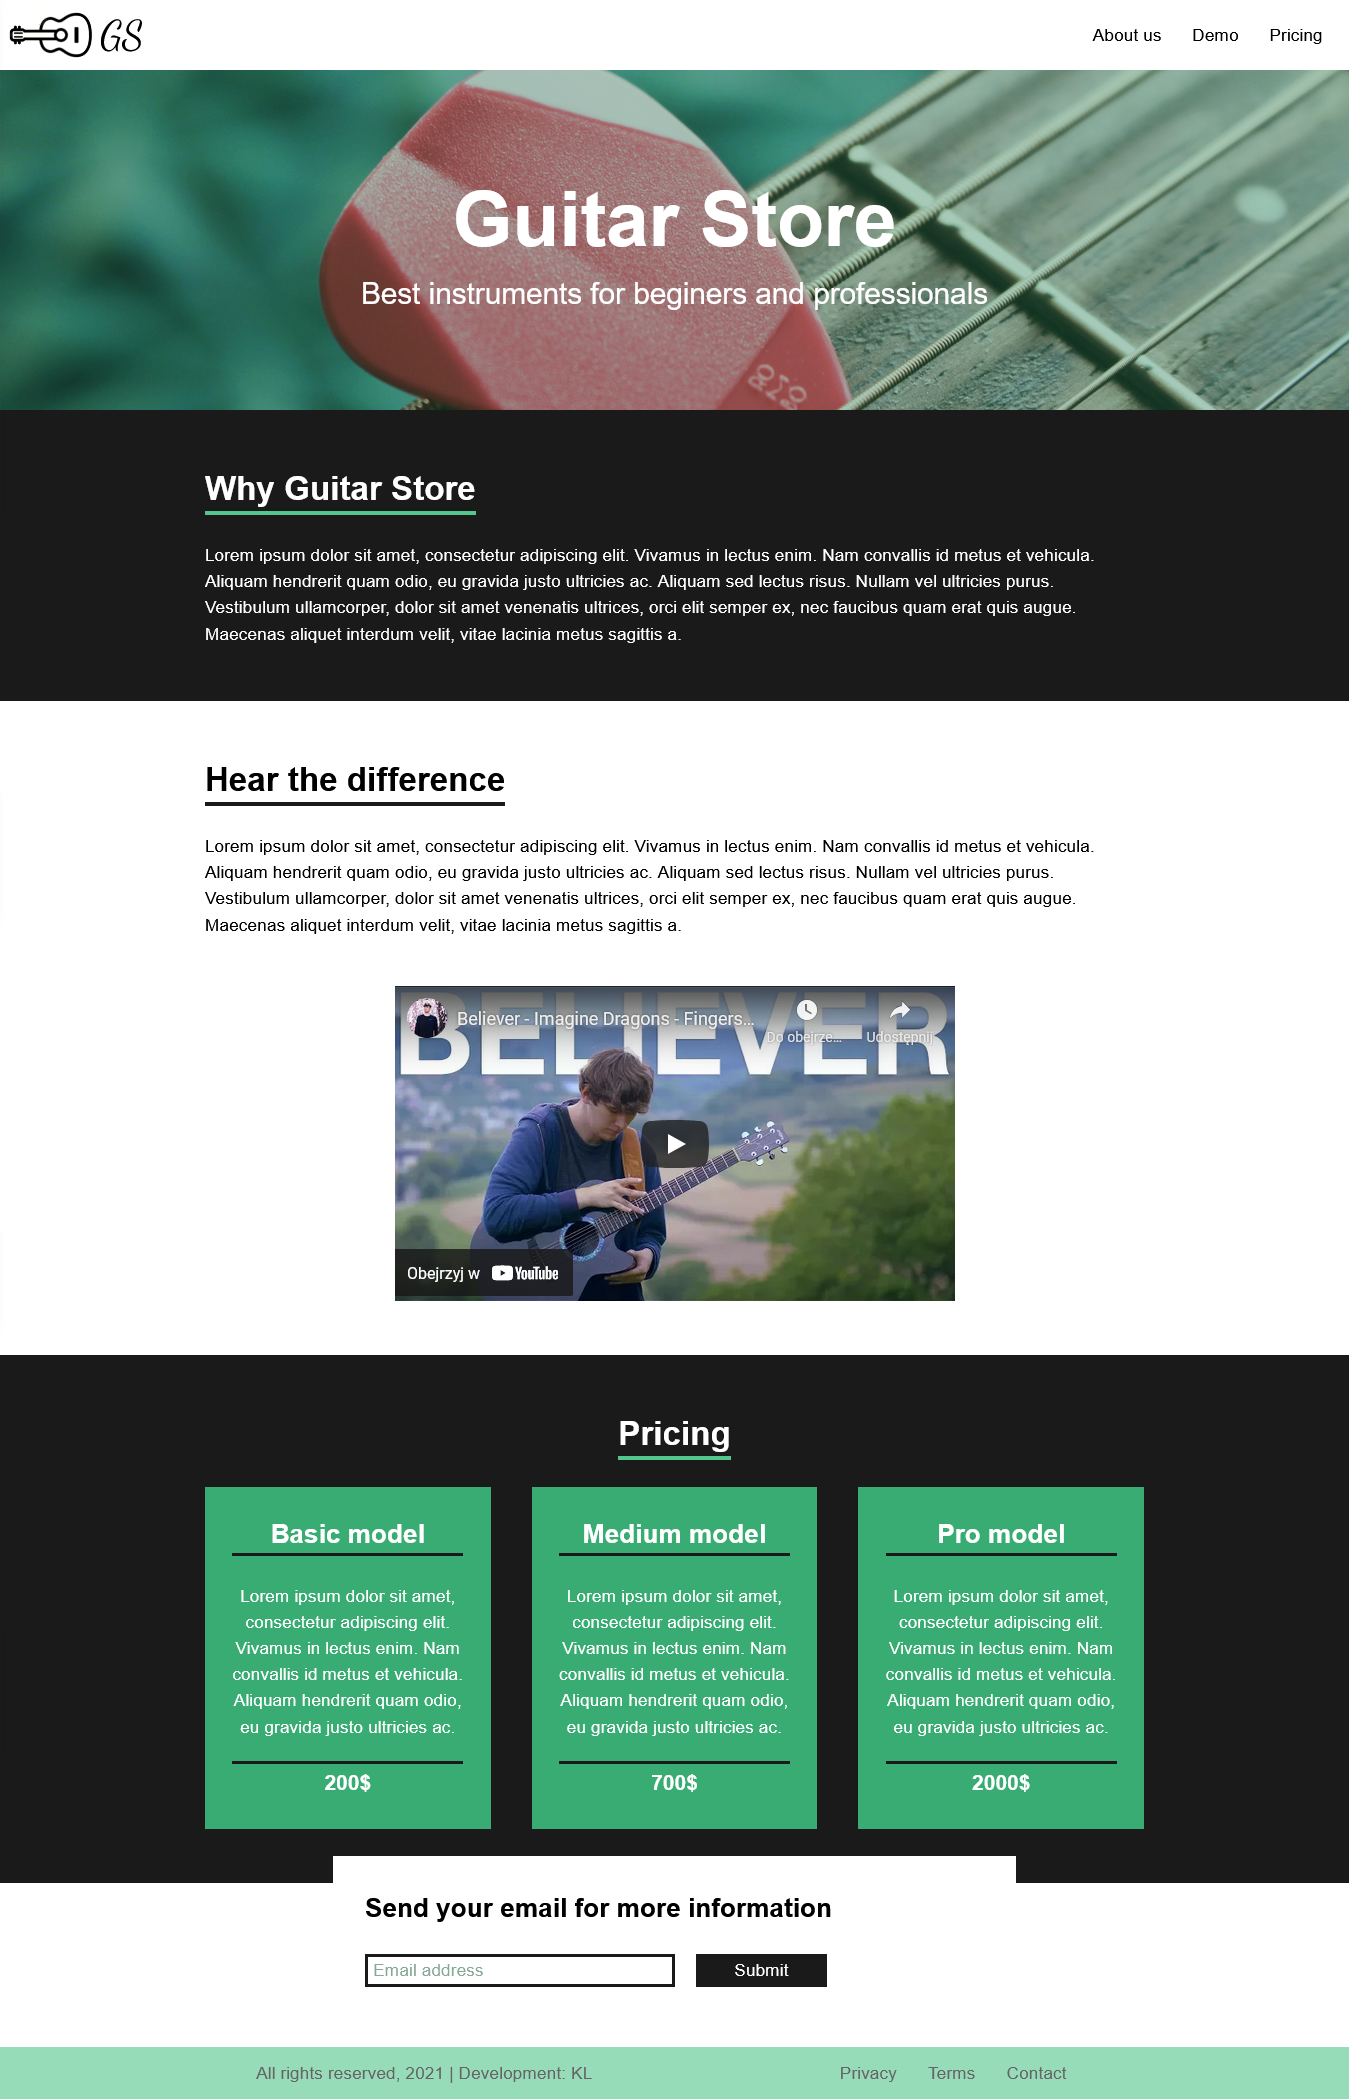 GS
About us Demo Pricing
Guitar Store
Best instruments for beginers and professionals
Why Guitar Store
Lorem ipsum dolor sit amet, consectetur adipiscing elit. Vivamus in lectus enim. Nam convallis id metus et vehicula.
Aliquam hendrerit quam odio, eu gravida justo ultricies ac. Aliquam sed lectus risus. Nullam vel ultricies purus.
Vestibulum ullamcorper, dolor sit amet venenatis ultrices, orci elit semper ex, nec faucibus quam erat quis augue.
Maecenas aliquet interdum velit, vitae lacinia metus sagittis a.
Hear the difference
Lorem ipsum dolor sit amet, consectetur adipiscing elit. Vivamus in lectus enim. Nam convallis id metus et vehicula.
Aliquam hendrerit quam odio, eu gravida justo ultricies ac. Aliquam sed lectus risus. Nullam vel ultricies purus.
Vestibulum ullamcorper, dolor sit amet venenatis ultrices, orci elit semper ex, nec faucibus quam erat quis augue.
Maecenas aliquet interdum velit, vitae lacinia metus sagittis a.
BELIEVER
Believer - Imagine Dragons - Fingers...
Do obejrze...
Udostępnij
Obejrzyj w YouTube
Pricing
Basic model
Lorem ipsum dolor sit amet,
consectetur adipiscing elit.
Vivamus in lectus enim. Nam
convallis id metus et vehicula.
Aliquam hendrerit quam odio,
eu gravida justo ultricies ac.
200$
Medium model
Lorem ipsum dolor sit amet,
consectetur adipiscing elit.
Vivamus in lectus enim. Nam
convallis id metus et vehicula.
Aliquam hendrerit quam odio,
eu gravida justo ultricies ac.
700$
Pro model
Lorem ipsum dolor sit amet,
consectetur adipiscing elit.
Vivamus in lectus enim. Nam
convallis id metus et vehicula.
Aliquam hendrerit quam odio,
eu gravida justo ultricies ac.
2000$
Send your email for more information
Email address
Submit
All rights reserved, 2021 | Development: KL
Privacy Terms Contact